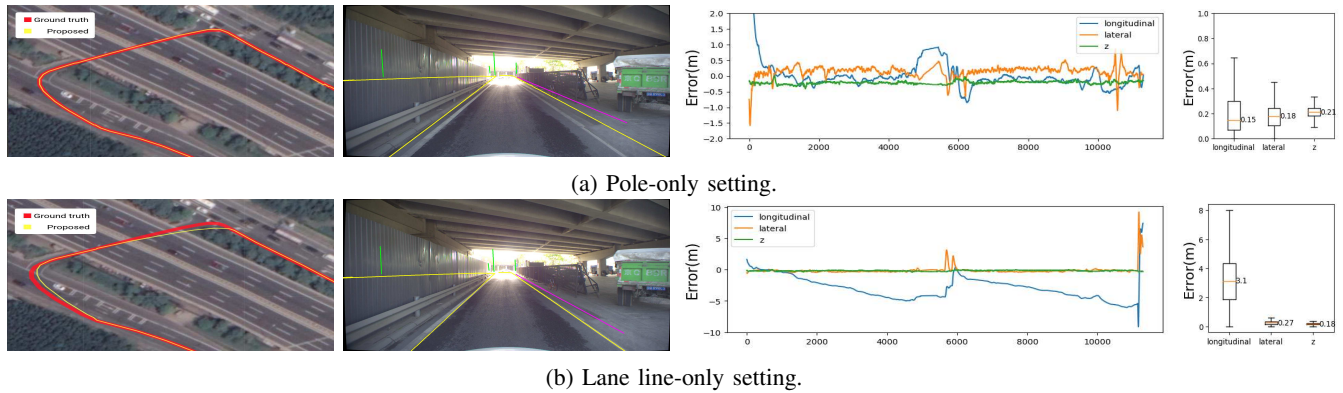 Ground truth
Proposed
Error(m)
2.0
1.5
1.0
0.5
0.0
-0.5
-1.0
-1.5
-2.0
longitudinal
lateral
z
0 2000 4000 6000 8000 10000
Error(m)
1.0
0.8
0.6
0.4
0.2
0.0
0.15 0.18 0.21
longitudinal lateral z
(a) Pole-only setting.
Ground truth
Proposed
Error(m)
10
5
0
-5
-10
longitudinal
lateral
z
0 2000 4000 6000 8000 10000
Error(m)
8
6
4
2
0
3.1 0.27 0.18
longitudinal lateral z
(b) Lane line-only setting.